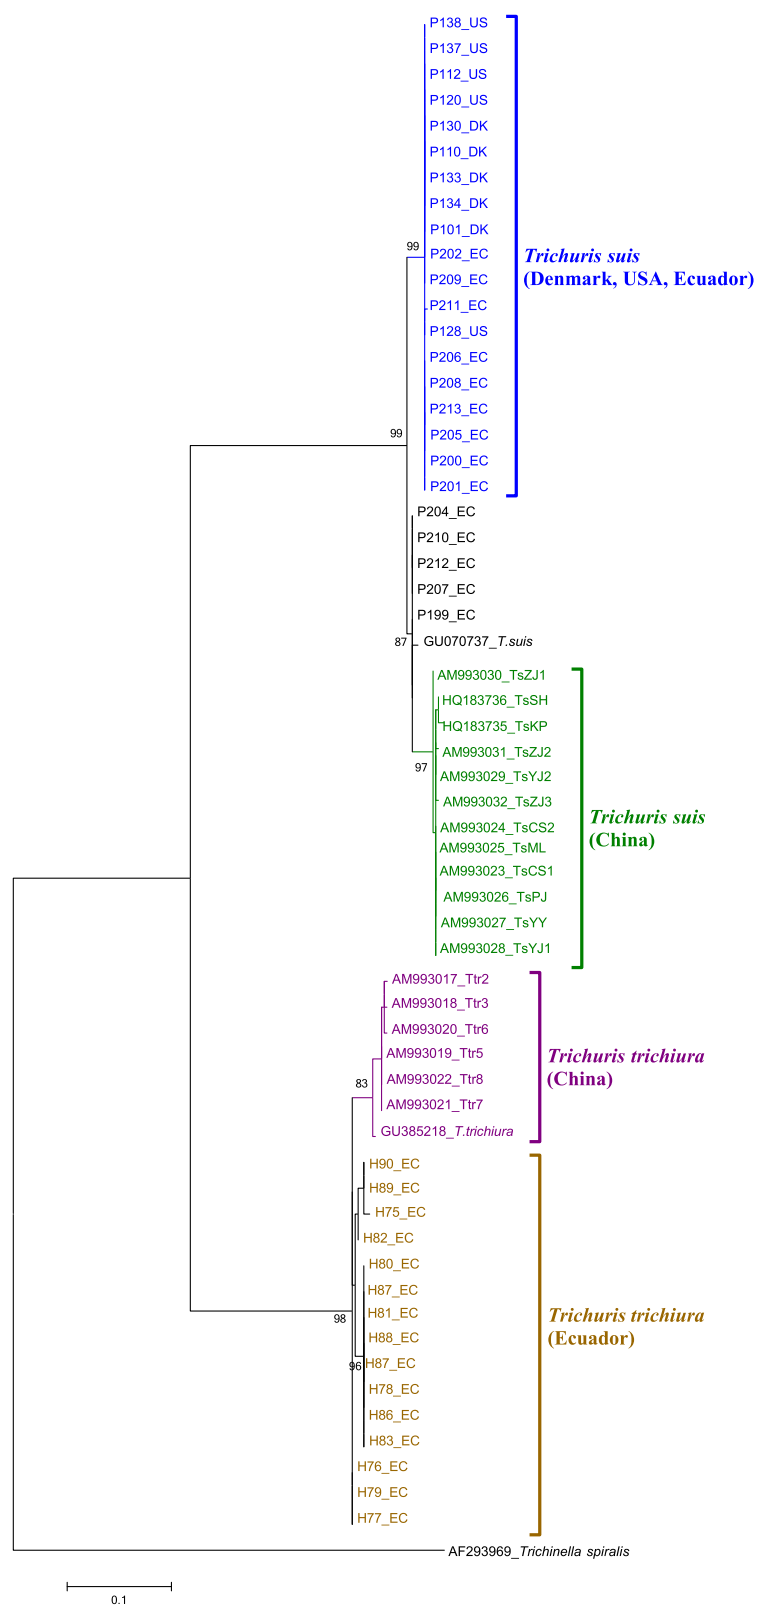 P138_US
P137_US
P112_US
P120_US
P130_DK
P110_DK
P133_DK
P134_DK
P101_DK
99
P202_EC
Trichuris suis
(Denmark, USA, Ecuador)
P209_EC
P211_EC
P128_US
P206_EC
P208_EC
P213_EC
99
P205_EC
P200_EC
P201_EC
P204_EC
P210_EC
P212_EC
P207_EC
P199_EC
87
GU070737_T.suis
AM993030_TsZJ1
HQ183736_TsSH
HQ183735_TsKP
AM993031_TsZJ2
97
AM993029_TsYJ2
AM993032_TsZJ3
Trichuris suis
(China)
AM993024_TsCS2
AM993025_TsML
AM993023_TsCS1
AM993026_TsPJ
AM993027_TsYY
AM993028_TsYJ1
AM993017_Ttr2
AM993018_Ttr3
AM993020_Ttr6
AM993019_Ttr5
Trichuris trichiura
(China)
83
AM993022_Ttr8
AM993021_Ttr7
GU385218_T.trichiura
H90_EC
H89_EC
H75_EC
H82_EC
H80_EC
H87_EC
H81_EC
98
Trichuris trichiura
(Ecuador)
H88_EC
96
H87_EC
H78_EC
H86_EC
H83_EC
H76_EC
H79_EC
H77_EC
AF293969_Trichinella spiralis
0.1